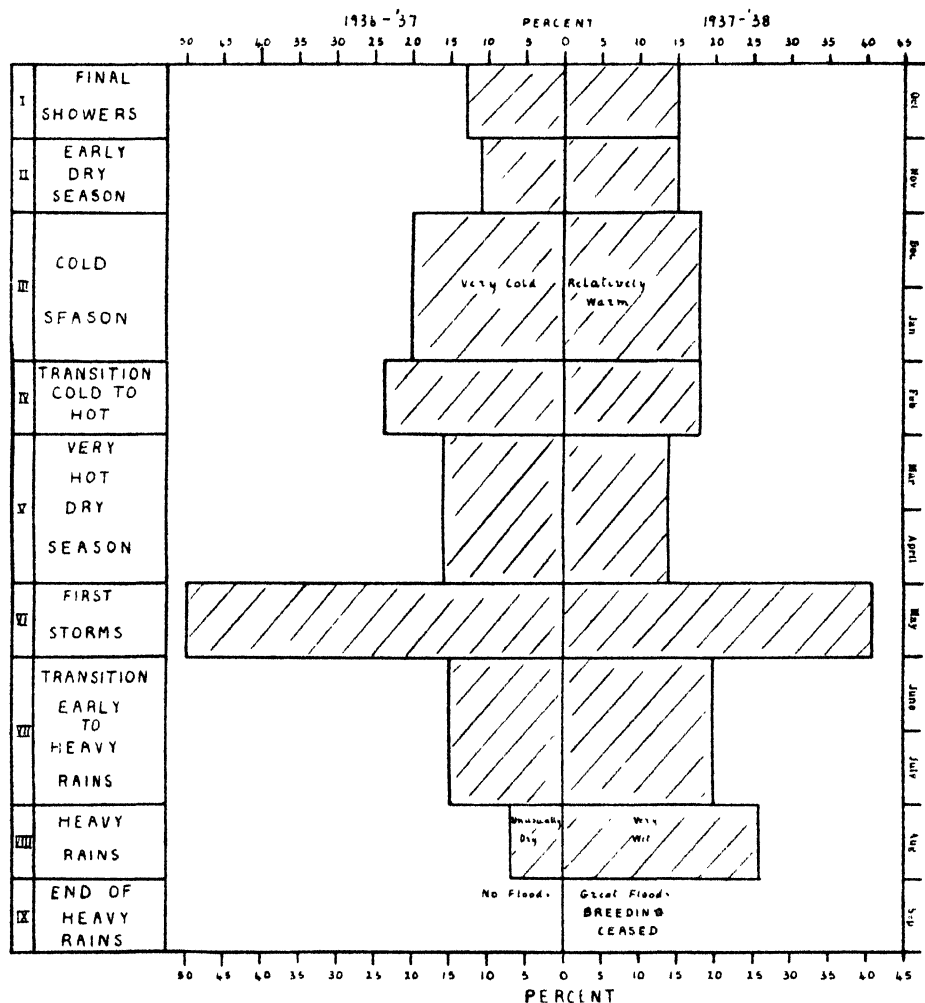 1936-'37 PERCENT 1937-'38
50 45 40 35 30 25 20 15 10 5 0 5 10 15 20 25 30 35 40 45
I FINAL SHOWERS Oct
II EARLY DRY SEASON Nov
III COLD SEASON Dec Jan
Very Cold
Relatively Warm
IV TRANSITION COLD TO HOT Feb
V VERY HOT DRY SEASON Mar April
VI FIRST STORMS May
VII TRANSITION EARLY TO HEAVY RAINS June July
VIII HEAVY RAINS Aug
Unusually Dry
Very Wet
IX END OF HEAVY RAINS Sep
No Floods
Great Floods
BREEDING CEASED
50 45 40 35 30 25 20 15 10 5 0 5 10 15 20 25 30 35 40 45
PERCENT